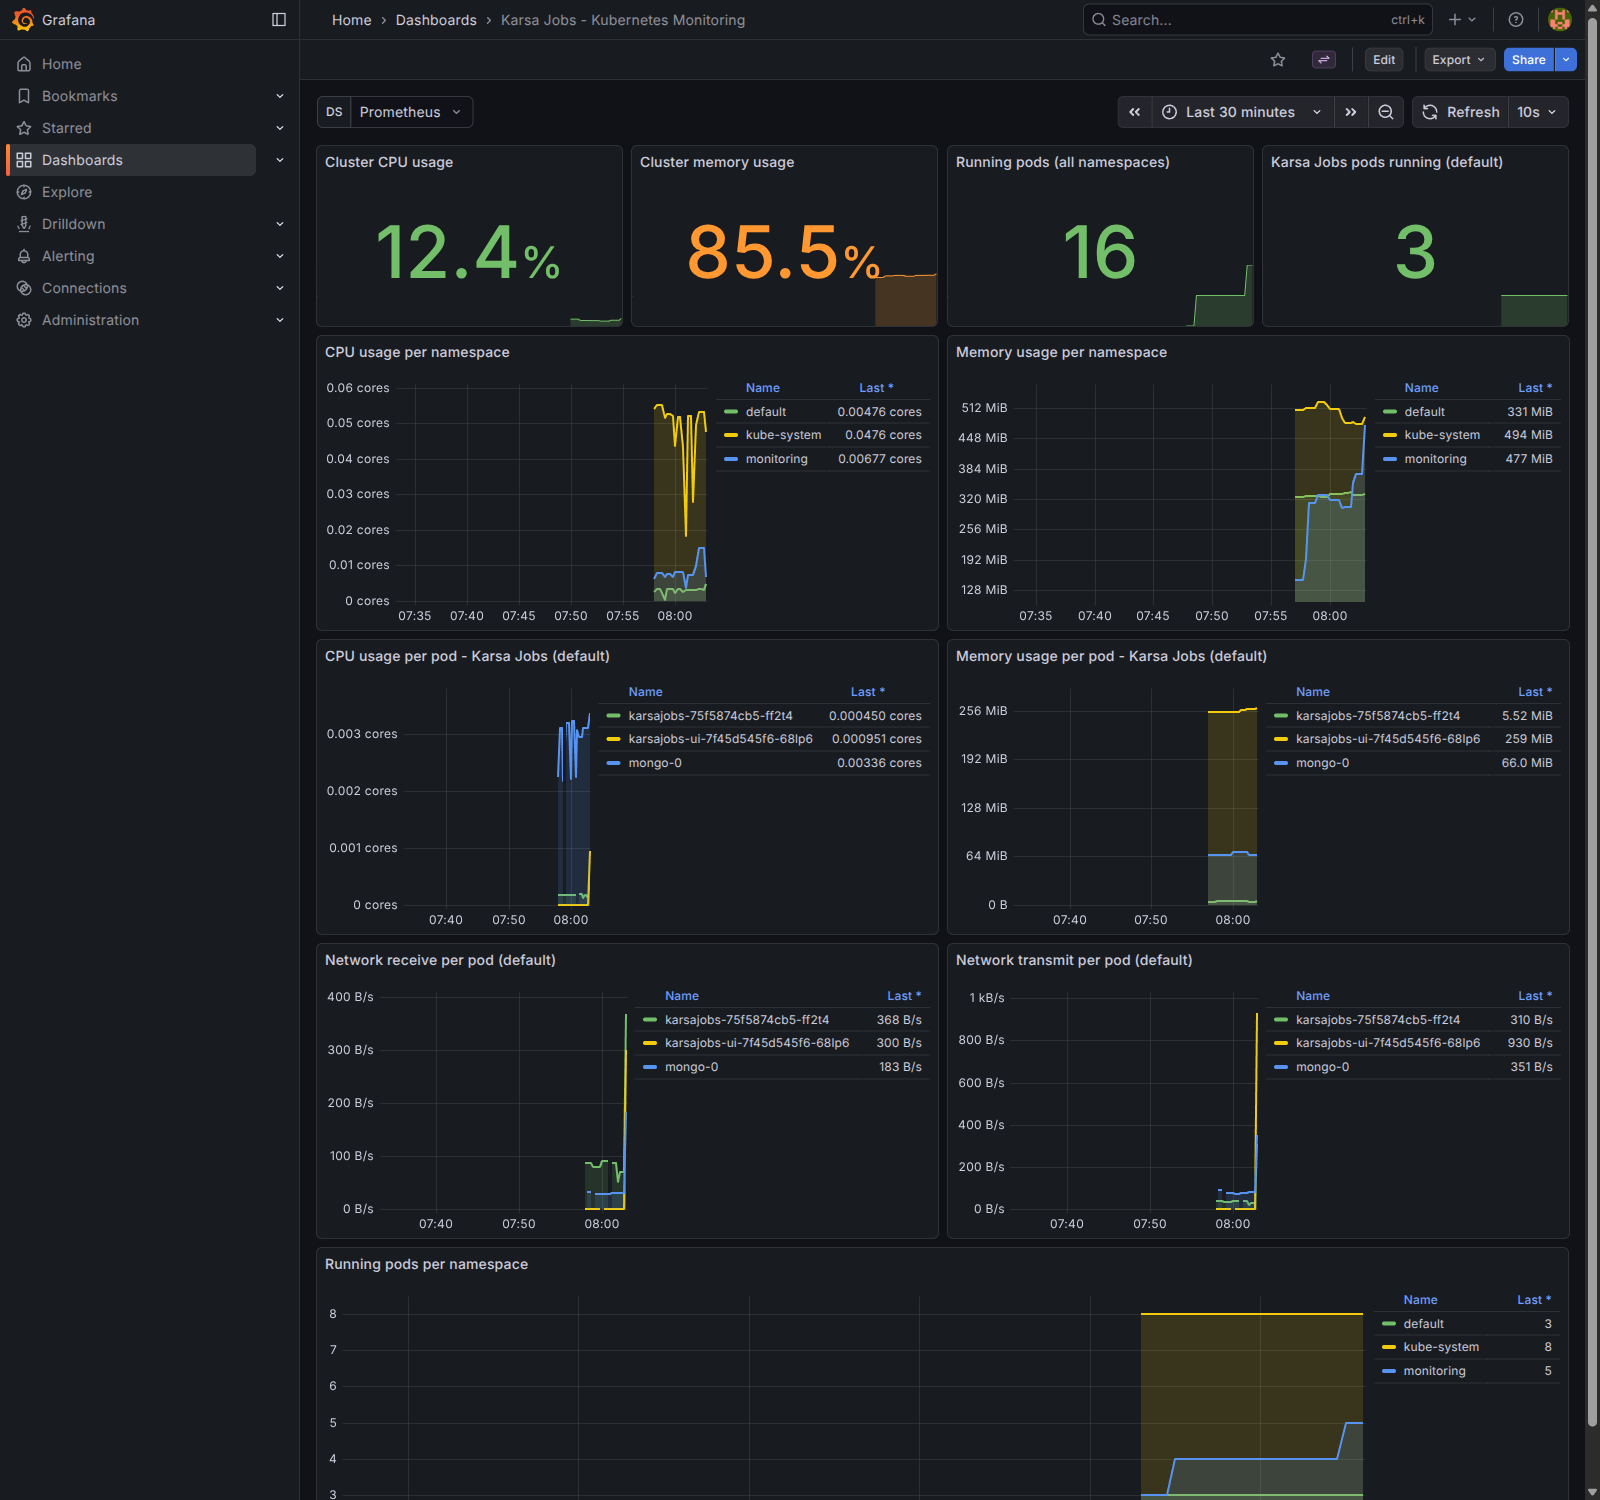 Grafana
Home › Dashboards › Karsa Jobs - Kubernetes Monitoring
Search...
ctrl+k
Home
Bookmarks
Starred
Dashboards
Explore
Drilldown
Alerting
Connections
Administration
Edit
Export
Share
DS
Prometheus
Last 30 minutes
Refresh
10s
Cluster CPU usage
12.4%
Cluster memory usage
85.5%
Running pods (all namespaces)
16
Karsa Jobs pods running (default)
3
CPU usage per namespace
0.06 cores
0.05 cores
0.04 cores
0.03 cores
0.02 cores
0.01 cores
0 cores
07:35 07:40 07:45 07:50 07:55 08:00
Name Last *
default 0.00476 cores
kube-system 0.0476 cores
monitoring 0.00677 cores
Memory usage per namespace
512 MiB
448 MiB
384 MiB
320 MiB
256 MiB
192 MiB
128 MiB
07:35 07:40 07:45 07:50 07:55 08:00
Name Last *
default 331 MiB
kube-system 494 MiB
monitoring 477 MiB
CPU usage per pod - Karsa Jobs (default)
0.003 cores
0.002 cores
0.001 cores
0 cores
07:40 07:50 08:00
Name Last *
karsajobs-75f5874cb5-ff2t4 0.000450 cores
karsajobs-ui-7f45d545f6-68lp6 0.000951 cores
mongo-0 0.00336 cores
Memory usage per pod - Karsa Jobs (default)
256 MiB
192 MiB
128 MiB
64 MiB
0 B
07:40 07:50 08:00
Name Last *
karsajobs-75f5874cb5-ff2t4 5.52 MiB
karsajobs-ui-7f45d545f6-68lp6 259 MiB
mongo-0 66.0 MiB
Network receive per pod (default)
400 B/s
300 B/s
200 B/s
100 B/s
0 B/s
07:40 07:50 08:00
Name Last *
karsajobs-75f5874cb5-ff2t4 368 B/s
karsajobs-ui-7f45d545f6-68lp6 300 B/s
mongo-0 183 B/s
Network transmit per pod (default)
1 kB/s
800 B/s
600 B/s
400 B/s
200 B/s
0 B/s
07:40 07:50 08:00
Name Last *
karsajobs-75f5874cb5-ff2t4 310 B/s
karsajobs-ui-7f45d545f6-68lp6 930 B/s
mongo-0 351 B/s
Running pods per namespace
8
7
6
5
4
3
Name Last *
default 3
kube-system 8
monitoring 5